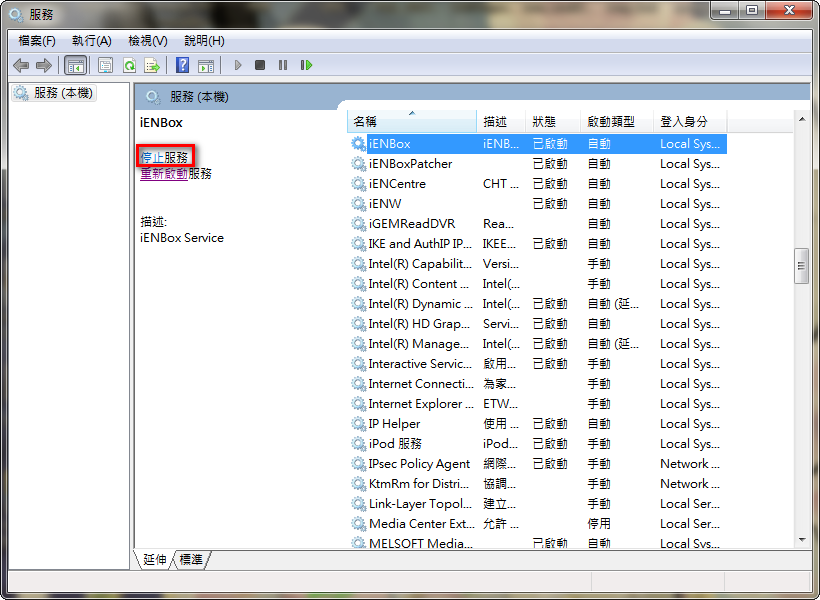 服務
檔案(F) 執行(A) 檢視(V) 說明(H)
服務 (本機)
服務 (本機)
iENBox
停止服務
重新啟動服務
描述:
iENBox Service
名稱 描述 狀態 啟動類型 登入身分
iENBox iENB... 已啟動 自動 Local Sys...
iENBoxPatcher 已啟動 自動 Local Sys...
iENCentre CHT ... 已啟動 自動 Local Sys...
iENW 已啟動 自動 Local Sys...
iGEMReadDVR Rea... 自動 Local Sys...
IKE and AuthIP IP... IKEE... 已啟動 自動 Local Sys...
Intel(R) Capabilit... Versi... 手動 Local Sys...
Intel(R) Content ... Intel(... 手動 Local Sys...
Intel(R) Dynamic ... Intel(... 已啟動 自動 (延... Local Sys...
Intel(R) HD Grap... Servi... 已啟動 自動 Local Sys...
Intel(R) Manage... Intel(... 已啟動 自動 (延... Local Sys...
Interactive Servic... 啟用... 已啟動 手動 Local Sys...
Internet Connecti... 為家... 手動 Local Sys...
Internet Explorer ... ETW... 手動 Local Sys...
IP Helper 使用 ... 已啟動 自動 Local Sys...
iPod 服務 iPod... 已啟動 手動 Local Sys...
IPsec Policy Agent 網際... 已啟動 手動 Network ...
KtmRm for Distri... 協調... 手動 Network ...
Link-Layer Topol... 建立... 手動 Local Ser...
Media Center Ext... 允許 ... 停用 Local Ser...
MELSOFT Media... 已啟動 自動 Local Sys...
延伸 標準